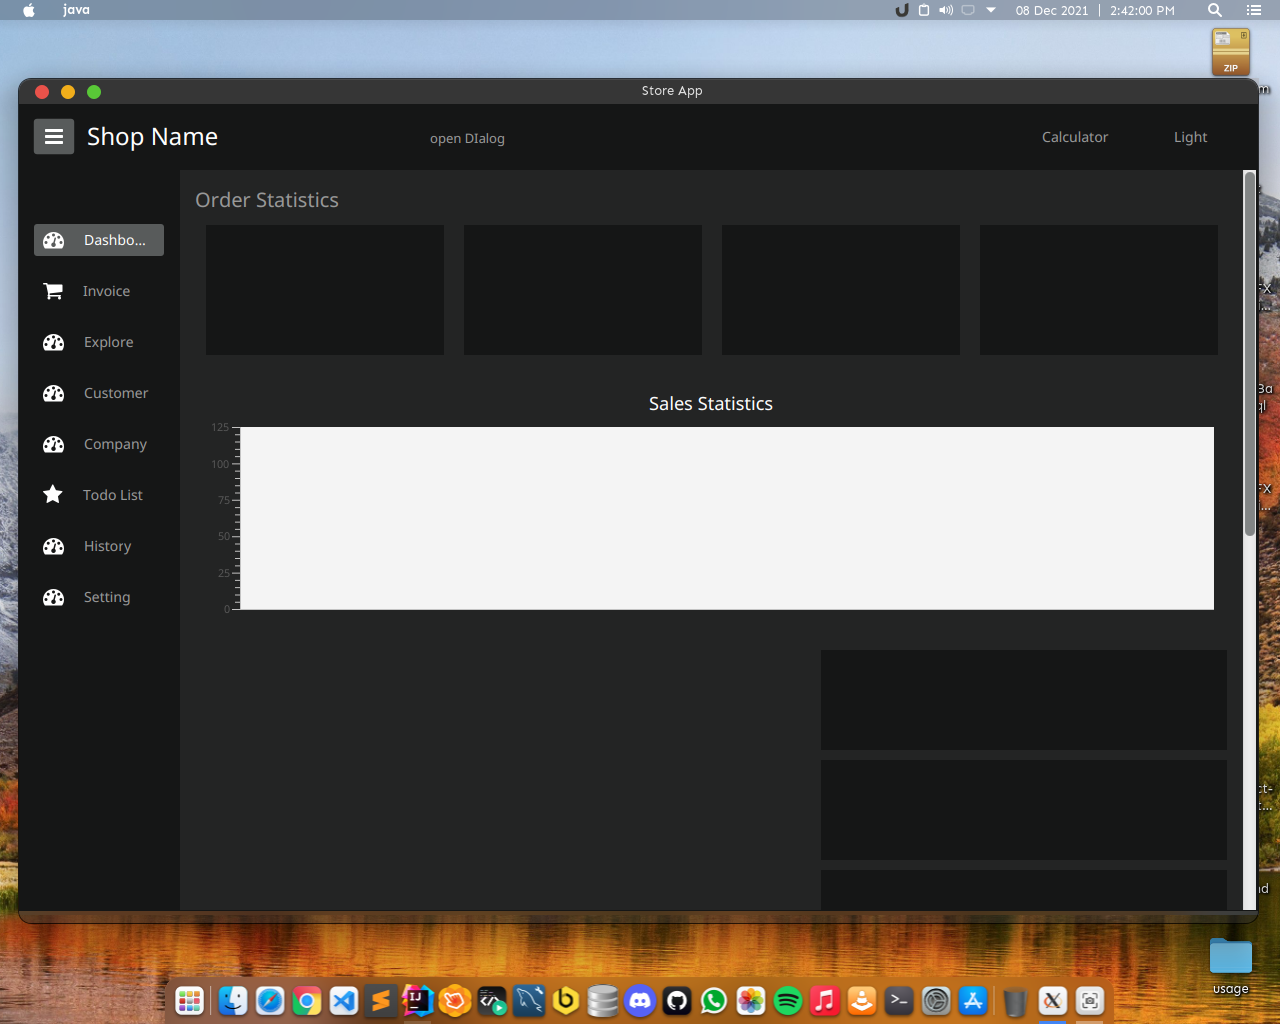 java
08 Dec 2021 | 2:42:00 PM
ZIP
Store App
Shop Name
open DIalog
Calculator
Light
Order Statistics
Dashbo...
Invoice
Explore
Customer
Company
Todo List
History
Setting
Sales Statistics
125
100
75
50
25
0
usage